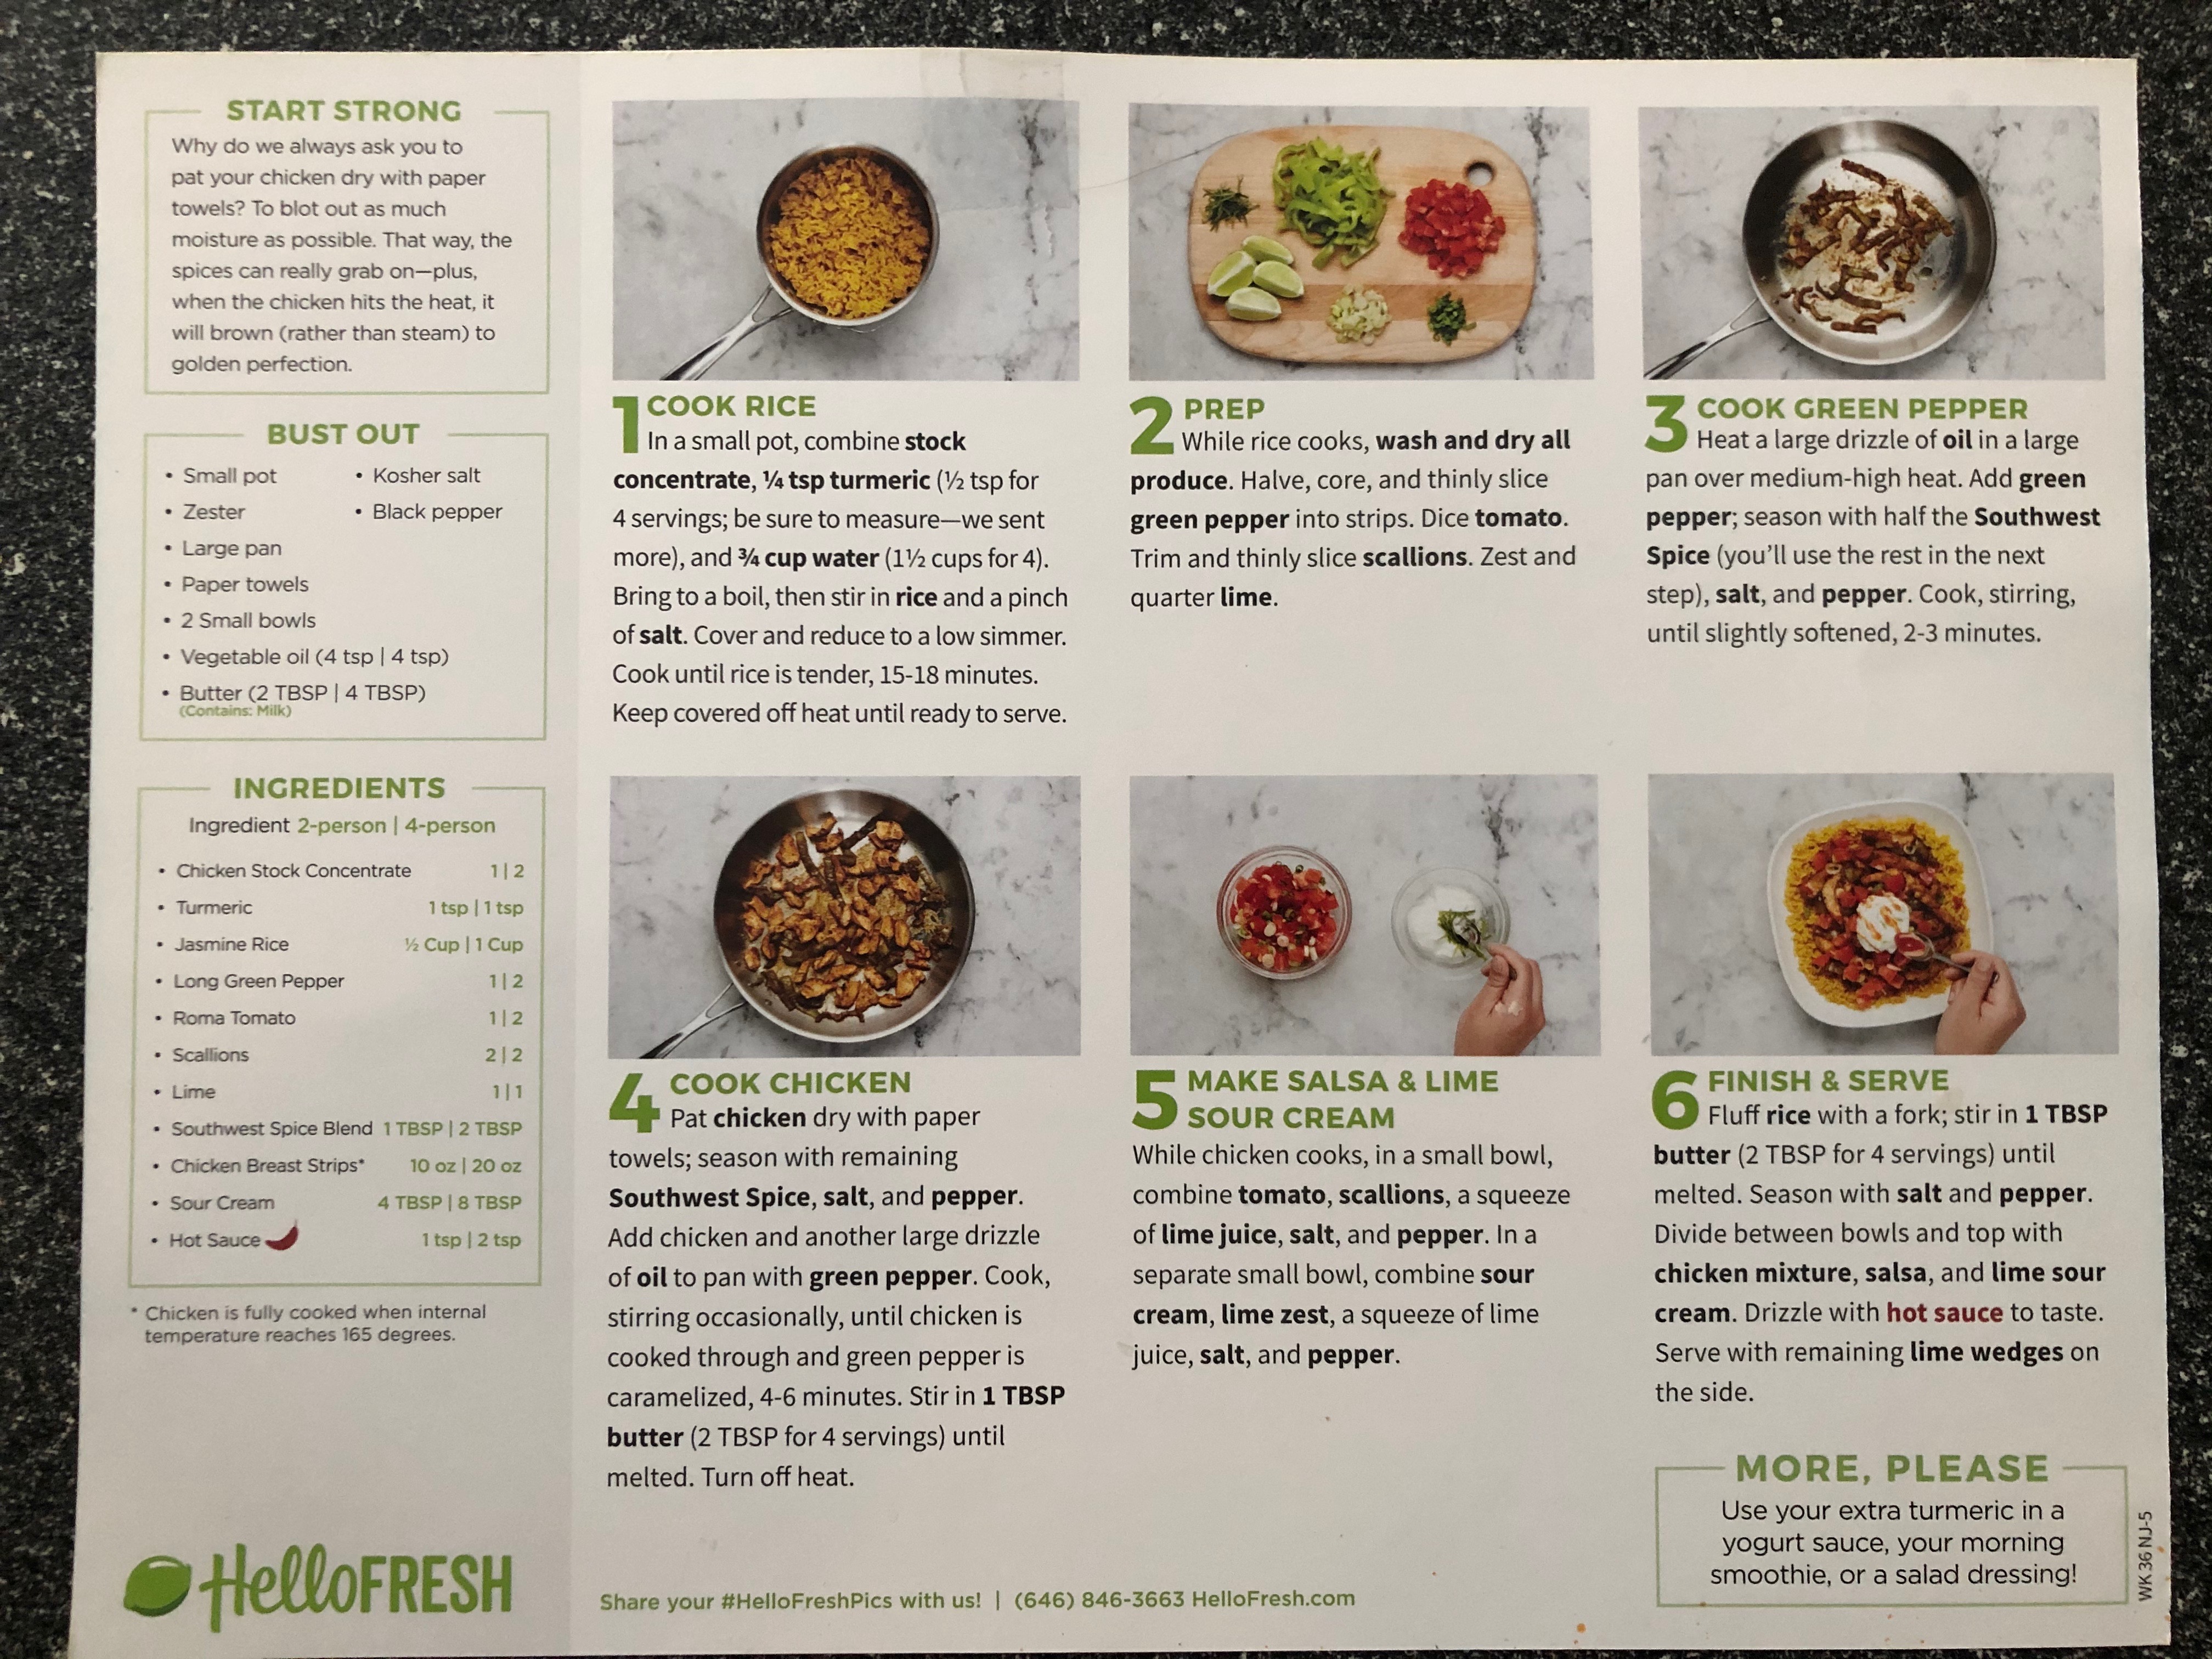 START STRONG
Why do we always ask you to
pat your chicken dry with paper
towels? To blot out as much
moisture as possible. That way, the
spices can really grab on—plus,
when the chicken hits the heat, it
will brown (rather than steam) to
golden perfection.
BUST OUT
• Small pot
• Zester
• Large pan
• Paper towels
• 2 Small bowls
• Vegetable oil (4 tsp | 4 tsp)
• Butter (2 TBSP | 4 TBSP)
(Contains: Milk)
• Kosher salt
• Black pepper
INGREDIENTS
Ingredient 2-person | 4-person
• Chicken Stock Concentrate 1 | 2
• Turmeric 1 tsp | 1 tsp
• Jasmine Rice ½ Cup | 1 Cup
• Long Green Pepper 1 | 2
• Roma Tomato 1 | 2
• Scallions 2 | 2
• Lime 1 | 1
• Southwest Spice Blend 1 TBSP | 2 TBSP
• Chicken Breast Strips* 10 oz | 20 oz
• Sour Cream 4 TBSP | 8 TBSP
• Hot Sauce 1 tsp | 2 tsp
* Chicken is fully cooked when internal
temperature reaches 165 degrees.
HelloFRESH
1 COOK RICE
In a small pot, combine stock
concentrate, ¼ tsp turmeric (½ tsp for
4 servings; be sure to measure—we sent
more), and ¾ cup water (1½ cups for 4).
Bring to a boil, then stir in rice and a pinch
of salt. Cover and reduce to a low simmer.
Cook until rice is tender, 15-18 minutes.
Keep covered off heat until ready to serve.
2 PREP
While rice cooks, wash and dry all
produce. Halve, core, and thinly slice
green pepper into strips. Dice tomato.
Trim and thinly slice scallions. Zest and
quarter lime.
3 COOK GREEN PEPPER
Heat a large drizzle of oil in a large
pan over medium-high heat. Add green
pepper; season with half the Southwest
Spice (you'll use the rest in the next
step), salt, and pepper. Cook, stirring,
until slightly softened, 2-3 minutes.
4 COOK CHICKEN
Pat chicken dry with paper
towels; season with remaining
Southwest Spice, salt, and pepper.
Add chicken and another large drizzle
of oil to pan with green pepper. Cook,
stirring occasionally, until chicken is
cooked through and green pepper is
caramelized, 4-6 minutes. Stir in 1 TBSP
butter (2 TBSP for 4 servings) until
melted. Turn off heat.
5 MAKE SALSA & LIME
SOUR CREAM
While chicken cooks, in a small bowl,
combine tomato, scallions, a squeeze
of lime juice, salt, and pepper. In a
separate small bowl, combine sour
cream, lime zest, a squeeze of lime
juice, salt, and pepper.
6 FINISH & SERVE
Fluff rice with a fork; stir in 1 TBSP
butter (2 TBSP for 4 servings) until
melted. Season with salt and pepper.
Divide between bowls and top with
chicken mixture, salsa, and lime sour
cream. Drizzle with hot sauce to taste.
Serve with remaining lime wedges on
the side.
MORE, PLEASE
Use your extra turmeric in a
yogurt sauce, your morning
smoothie, or a salad dressing!
WK 36 NJ-5
Share your #HelloFreshPics with us! | (646) 846-3663 HelloFresh.com